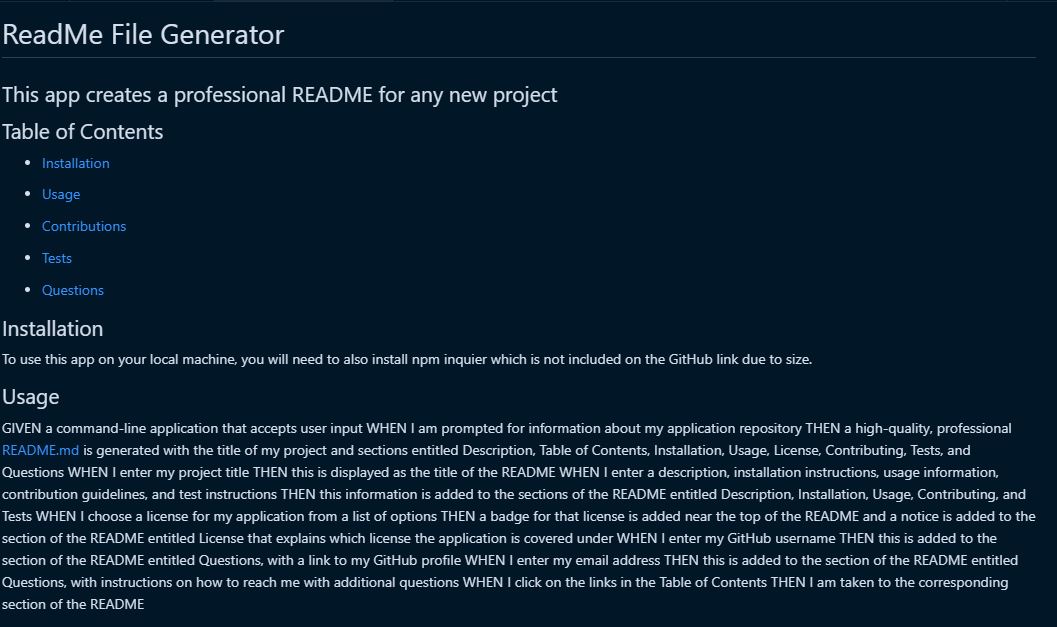 ReadMe File Generator
This app creates a professional README for any new project
Table of Contents
Installation
Usage
Contributions
Tests
Questions
Installation
To use this app on your local machine, you will need to also install npm inquier which is not included on the GitHub link due to size.
Usage
GIVEN a command-line application that accepts user input WHEN I am prompted for information about my application repository THEN a high-quality, professional
README.md is generated with the title of my project and sections entitled Description, Table of Contents, Installation, Usage, License, Contributing, Tests, and
Questions WHEN I enter my project title THEN this is displayed as the title of the README WHEN I enter a description, installation instructions, usage information,
contribution guidelines, and test instructions THEN this information is added to the sections of the README entitled Description, Installation, Usage, Contributing, and
Tests WHEN I choose a license for my application from a list of options THEN a badge for that license is added near the top of the README and a notice is added to the
section of the README entitled License that explains which license the application is covered under WHEN I enter my GitHub username THEN this is added to the
section of the README entitled Questions, with a link to my GitHub profile WHEN I enter my email address THEN this is added to the section of the README entitled
Questions, with instructions on how to reach me with additional questions WHEN I click on the links in the Table of Contents THEN I am taken to the corresponding
section of the README